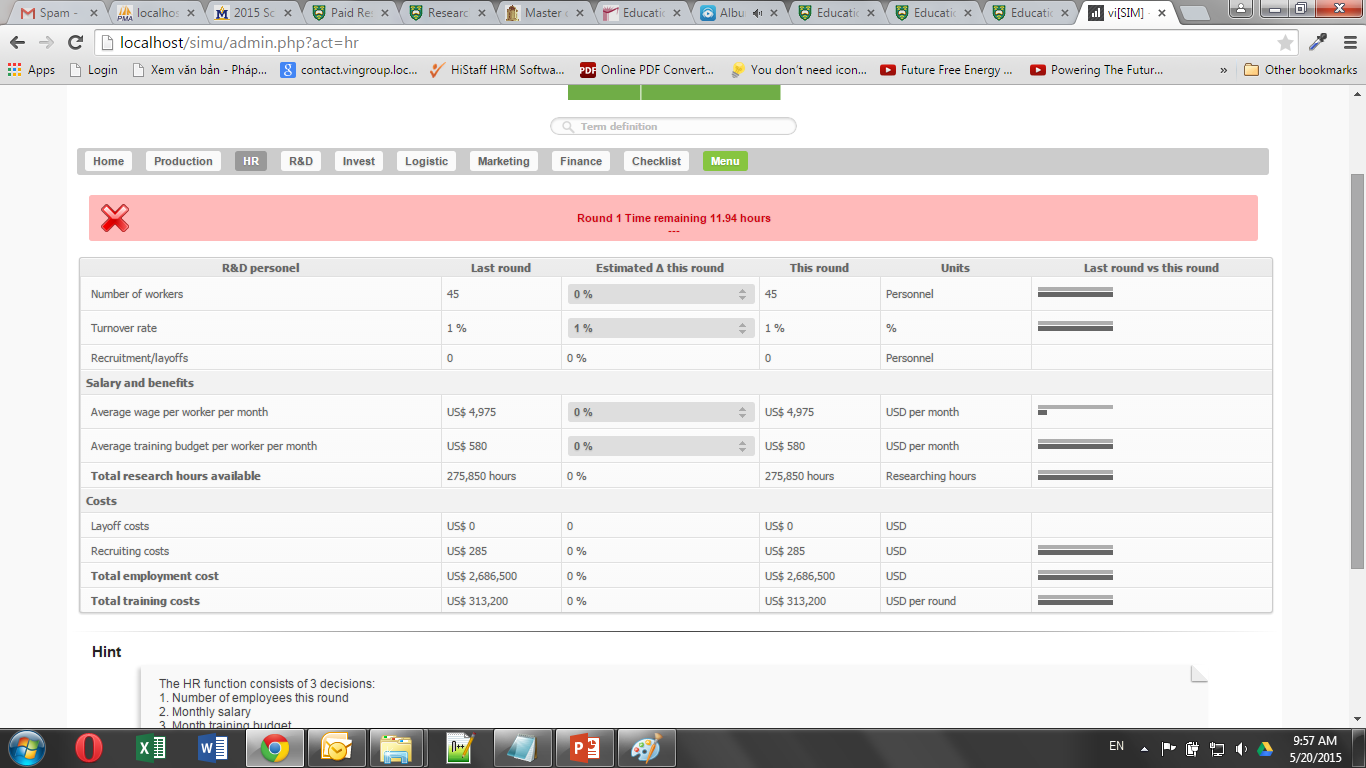 Spam -
localhos
2015 Sc
Paid Re
Researc
Master
Educatio
Albu
Educatic
Educatic
Educatic
vi[SIM] -
localhost/simu/admin.php?act=hr
Apps
Login
Xem văn bản - Pháp...
contact.vingroup.loc...
HiStaff HRM Softwa...
Online PDF Convert...
You don't need icon...
Future Free Energy ...
Powering The Futur...
»
Other bookmarks
Term definition
Home Production HR R&D Invest Logistic Marketing Finance Checklist Menu
Round 1 Time remaining 11.94 hours
---
R&D personel Last round Estimated Δ this round This round Units Last round vs this round
Number of workers 45 0 % 45 Personnel
Turnover rate 1 % 1 % 1 % %
Recruitment/layoffs 0 0 % 0 Personnel
Salary and benefits
Average wage per worker per month US$ 4,975 0 % US$ 4,975 USD per month
Average training budget per worker per month US$ 580 0 % US$ 580 USD per month
Total research hours available 275,850 hours 0 % 275,850 hours Researching hours
Costs
Layoff costs US$ 0 0 US$ 0 USD
Recruiting costs US$ 285 0 % US$ 285 USD
Total employment cost US$ 2,686,500 0 % US$ 2,686,500 USD
Total training costs US$ 313,200 0 % US$ 313,200 USD per round
Hint
The HR function consists of 3 decisions:
1. Number of employees this round
2. Monthly salary
3. Month training budget
EN
9:57 AM
5/20/2015